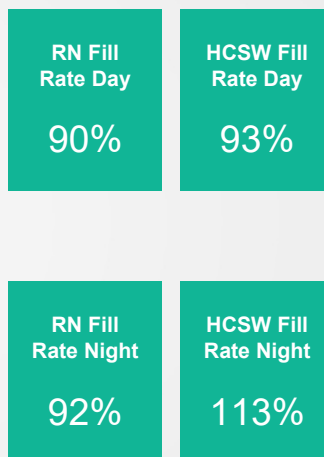 RN Fill
Rate Day
90%
HCSW Fill
Rate Day
93%
RN Fill
Rate Night
92%
HCSW Fill
Rate Night
113%